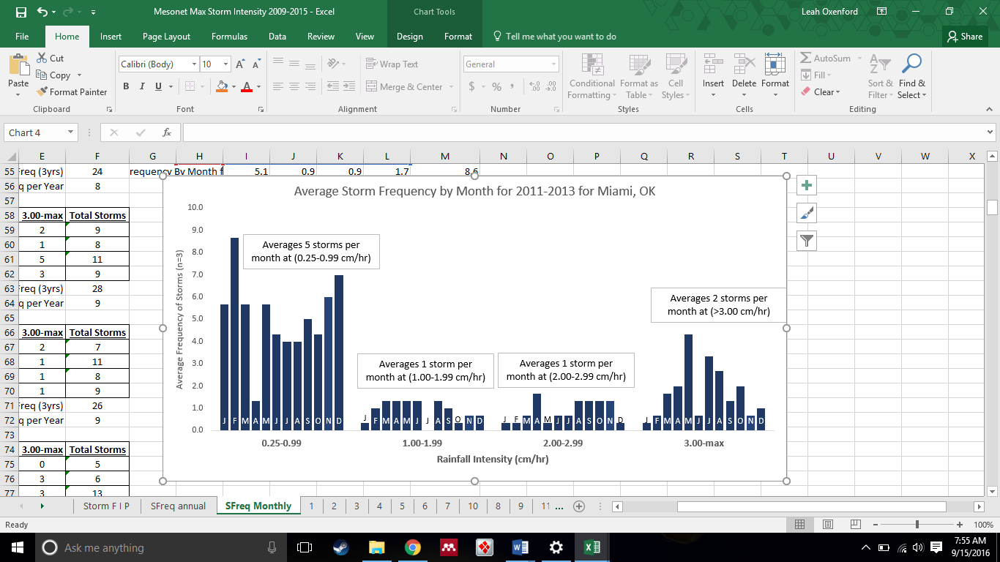 Mesonet Max Storm Intensity 2009-2015 - Excel
Chart Tools
Leah Oxenford
File Home Insert Page Layout Formulas Data Review View Design Format Tell me what you want to do Share
Paste
Cut
Copy
Format Painter
Clipboard
Calibri (Body) 10 A A
B I U A
Font
Wrap Text
Merge & Center
Alignment
General
$ % ,
Number
Conditional Formatting
Format as Table
Cell Styles
Styles
Insert Delete Format
Cells
AutoSum
Fill
Clear
Sort & Filter
Find & Select
Editing
Chart 4
fx
E F G H I J K L M N O P Q R S T U V W X
55 Freq (3yrs) 24 requency By Month f 5.1 0.9 0.9 1.7 8.6
56 q per Year 8
57
58 3.00-max Total Storms
59 2 9
60 1 8
61 5 11
62 3 9
63 Freq (3yrs) 28
64 q per Year 9
65
66 3.00-max Total Storms
67 2 7
68 1 11
69 1 8
70 1 9
71 Freq (3yrs) 26
72 q per Year 9
73
74 3.00-max Total Storms
75 0 5
76 3 6
77 3 13
Average Storm Frequency by Month for 2011-2013 for Miami, OK
Average Frequency of Storms (n=3)
10.0
9.0
8.0
7.0
6.0
5.0
4.0
3.0
2.0
1.0
0.0
Averages 5 storms per
month at (0.25-0.99 cm/hr)
Averages 1 storm per
month at (1.00-1.99 cm/hr)
Averages 1 storm per
month at (2.00-2.99 cm/hr)
Averages 2 storms per
month at (>3.00 cm/hr)
J F M A M J J A S O N D J F M A M J J A S O N D J F M A M J J A S O N D J F M A M J J A S O N D
0.25-0.99 1.00-1.99 2.00-2.99 3.00-max
Rainfall Intensity (cm/hr)
Storm F I P SFreq annual SFreq Monthly 1 2 3 4 5 6 7 10 8 9 11 ...
Ready
100%
Ask me anything
7:55 AM
9/15/2016